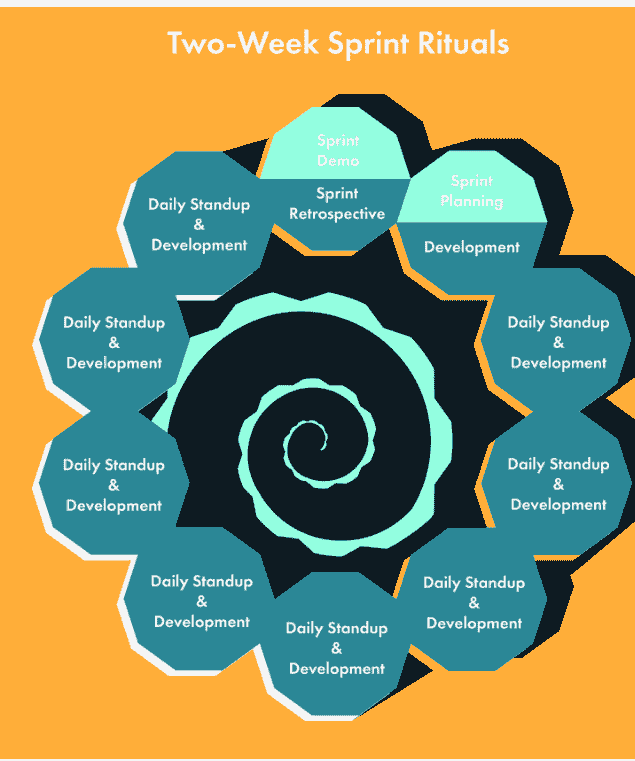 Two-Week Sprint Rituals
Sprint
Demo
Sprint
Retrospective
Sprint
Planning
Development
Daily Standup
&
Development
Daily Standup
&
Development
Daily Standup
&
Development
Daily Standup
&
Development
Daily Standup
&
Development
Daily Standup
&
Development
Daily Standup
&
Development
Daily Standup
&
Development